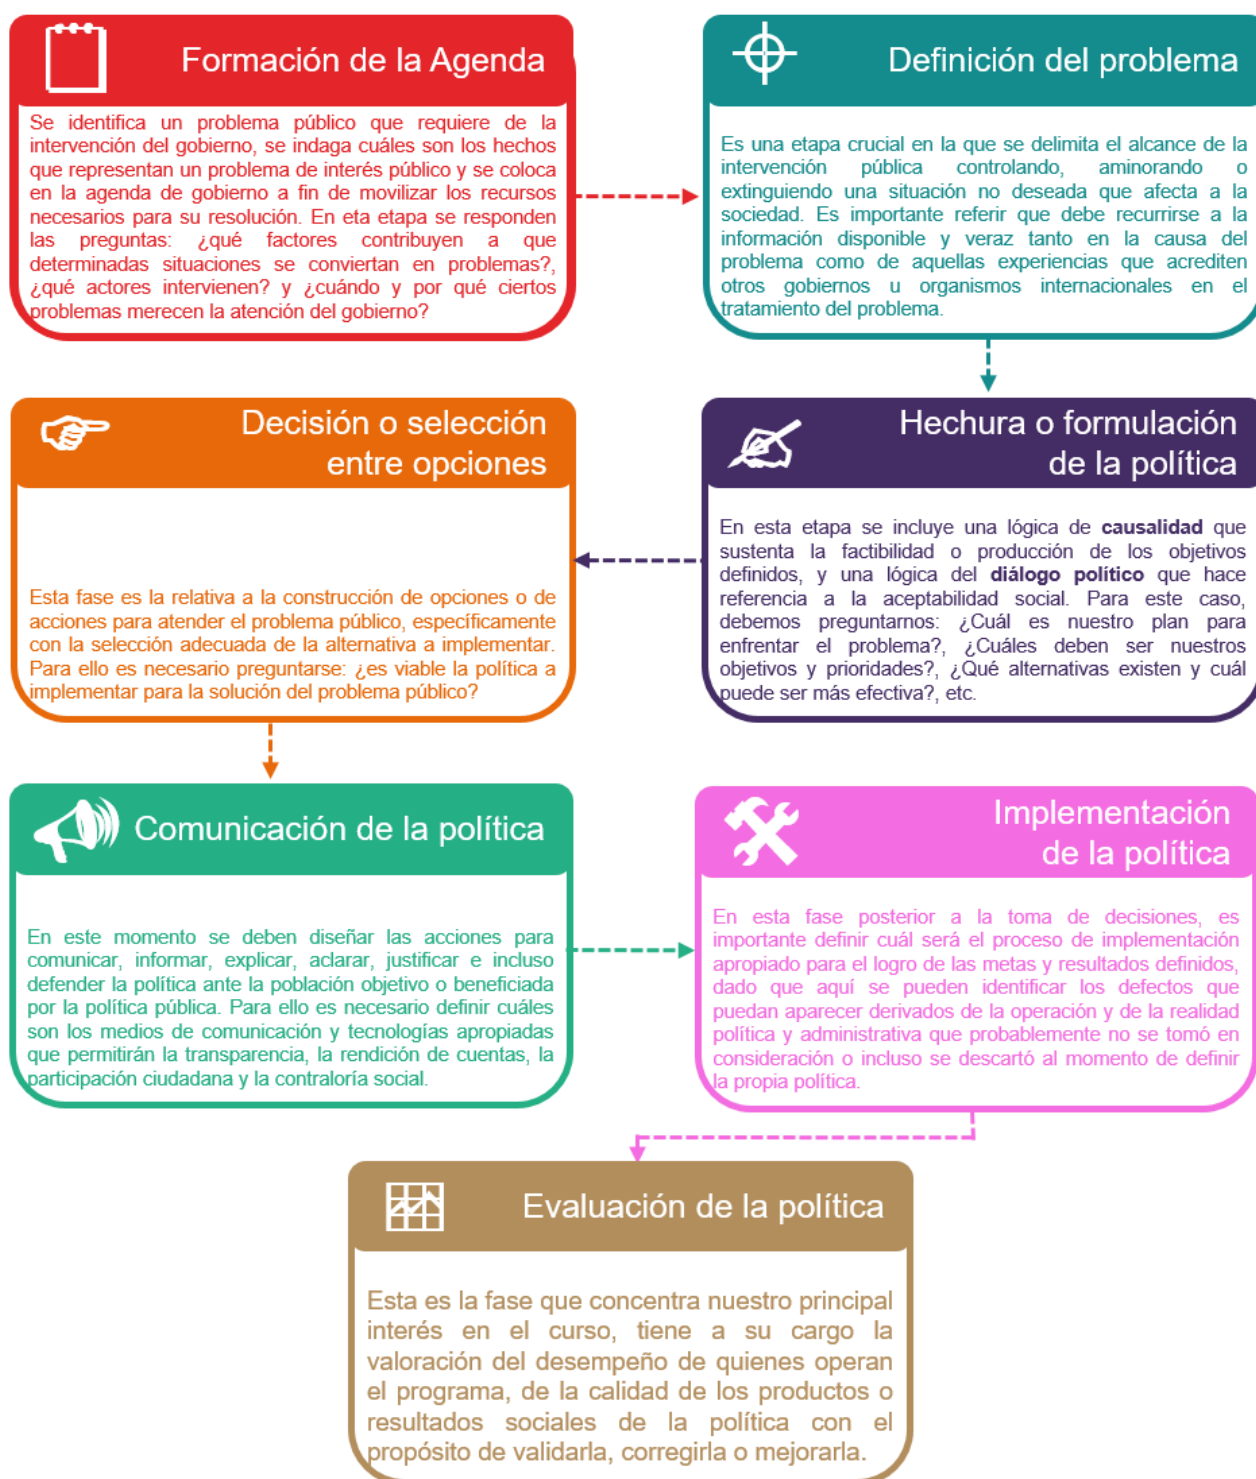 Formación de la Agenda
Se identifica un problema público que requiere de la
intervención del gobierno, se indaga cuáles son los hechos
que representan un problema de interés público y se coloca
en la agenda de gobierno a fin de movilizar los recursos
necesarios para su resolución. En eta etapa se responden
las preguntas: ¿qué factores contribuyen a que
determinadas situaciones se conviertan en problemas?,
¿qué actores intervienen? y ¿cuándo y por qué ciertos
problemas merecen la atención del gobierno?
Definición del problema
Es una etapa crucial en la que se delimita el alcance de la
intervención pública controlando, aminorando o
extinguiendo una situación no deseada que afecta a la
sociedad. Es importante referir que debe recurrirse a la
información disponible y veraz tanto en la causa del
problema como de aquellas experiencias que acrediten
otros gobiernos u organismos internacionales en el
tratamiento del problema.
Hechura o formulación
de la política
En esta etapa se incluye una lógica de causalidad que
sustenta la factibilidad o producción de los objetivos
definidos, y una lógica del diálogo político que hace
referencia a la aceptabilidad social. Para este caso,
debemos preguntarnos: ¿Cuál es nuestro plan para
enfrentar el problema?, ¿Cuáles deben ser nuestros
objetivos y prioridades?, ¿Qué alternativas existen y cuál
puede ser más efectiva?, etc.
Decisión o selección
entre opciones
Esta fase es la relativa a la construcción de opciones o de
acciones para atender el problema público, específicamente
con la selección adecuada de la alternativa a implementar.
Para ello es necesario preguntarse: ¿es viable la política a
implementar para la solución del problema público?
Comunicación de la política
En este momento se deben diseñar las acciones para
comunicar, informar, explicar, aclarar, justificar e incluso
defender la política ante la población objetivo o beneficiada
por la política pública. Para ello es necesario definir cuáles
son los medios de comunicación y tecnologías apropiadas
que permitirán la transparencia, la rendición de cuentas, la
participación ciudadana y la contraloría social.
Implementación
de la política
En esta fase posterior a la toma de decisiones, es
importante definir cuál será el proceso de implementación
apropiado para el logro de las metas y resultados definidos,
dado que aquí se pueden identificar los defectos que
puedan aparecer derivados de la operación y de la realidad
política y administrativa que probablemente no se tomó en
consideración o incluso se descartó al momento de definir
la propia política.
Evaluación de la política
Esta es la fase que concentra nuestro principal
interés en el curso, tiene a su cargo la
valoración del desempeño de quienes operan
el programa, de la calidad de los productos o
resultados sociales de la política con el
propósito de validarla, corregirla o mejorarla.